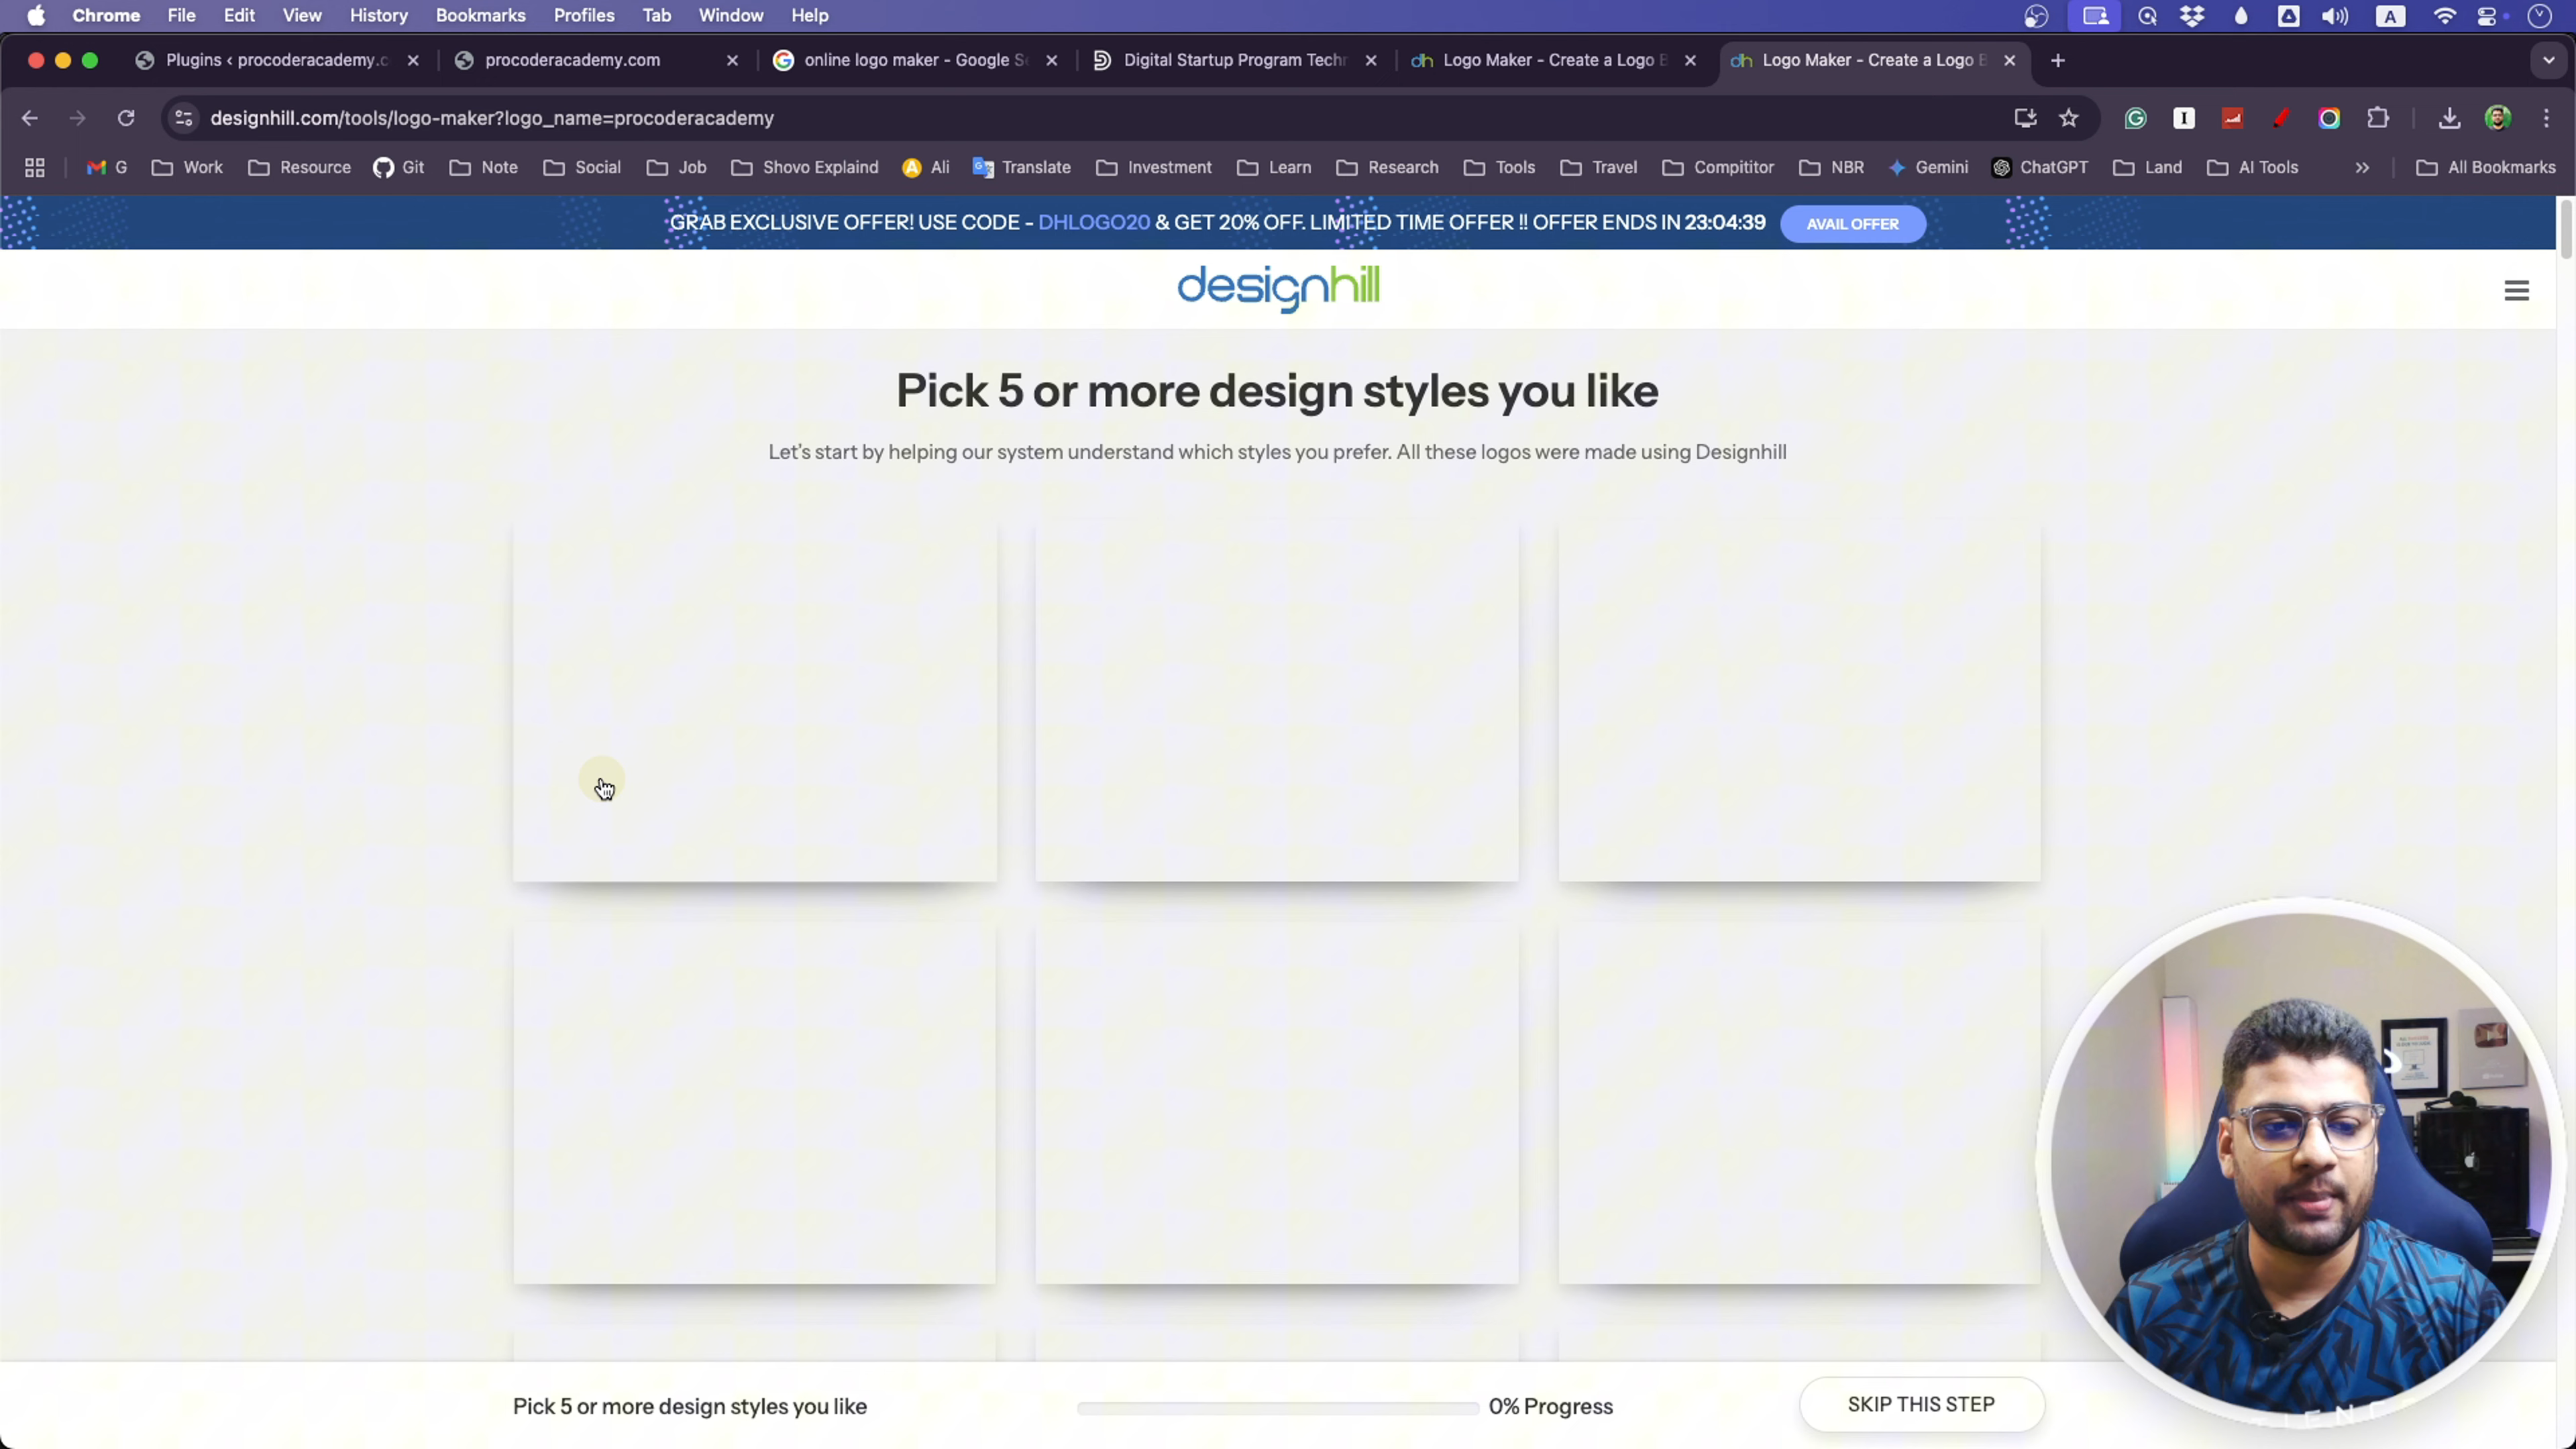 Chrome File Edit View History Bookmarks Profiles Tab Window Help
Plugins ‹ procoderacademy.c
procoderacademy.com
online logo maker - Google Se
Digital Startup Program Techn
Logo Maker - Create a Logo B
Logo Maker - Create a Logo B
designhill.com/tools/logo-maker?logo_name=procoderacademy
G Work Resource Git Note Social Job Shovo Explaind Ali Translate Investment Learn Research Tools Travel Compititor NBR Gemini ChatGPT Land AI Tools » All Bookmarks
GRAB EXCLUSIVE OFFER! USE CODE - DHLOGO20 & GET 20% OFF. LIMITED TIME OFFER !! OFFER ENDS IN 23:04:39 AVAIL OFFER
designhill
Pick 5 or more design styles you like
Let's start by helping our system understand which styles you prefer. All these logos were made using Designhill
Pick 5 or more design styles you like
0% Progress
SKIP THIS STEP